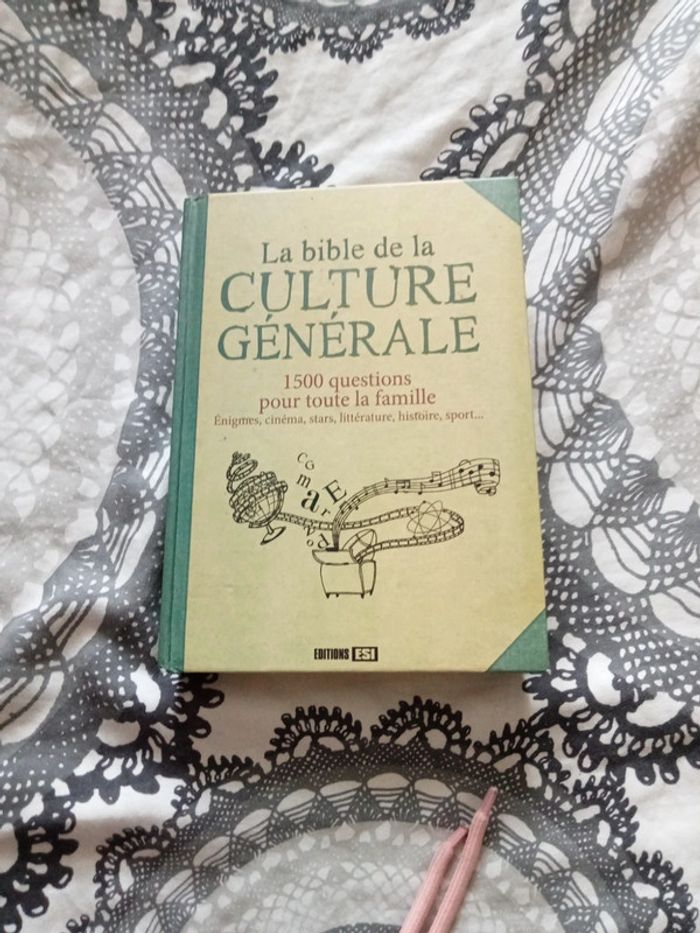 La bible de la
CULTURE
GÉNÉRALE
1500 questions
pour toute la famille
Énigmes, cinéma, stars, littérature, histoire, sport...
C G
m a r E
v o P
EDITIONS ESI